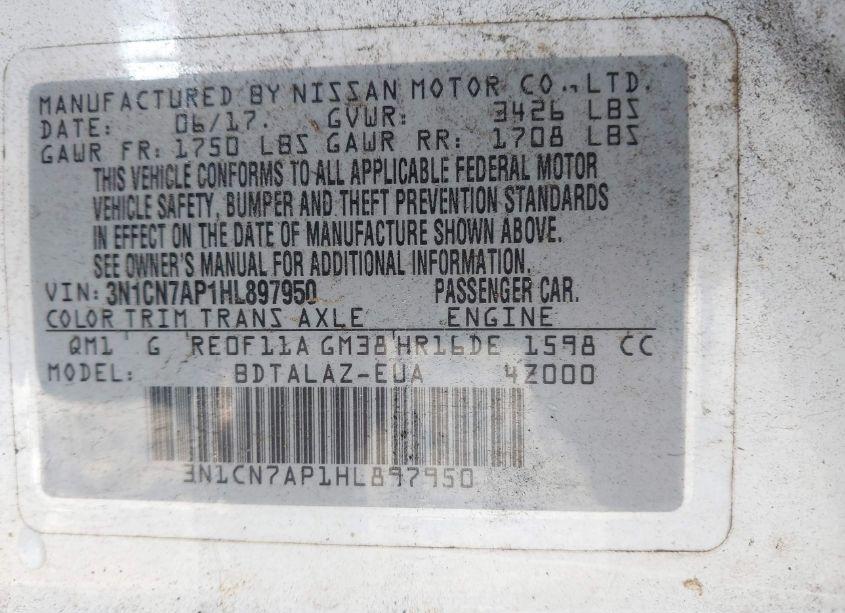 MANUFACTURED BY NISSAN MOTOR CO., LTD.
DATE: 06/17. GVWR: 3426 LBS
GAWR FR: 1750 LBS GAWR RR: 1708 LBS
THIS VEHICLE CONFORMS TO ALL APPLICABLE FEDERAL MOTOR
VEHICLE SAFETY, BUMPER AND THEFT PREVENTION STANDARDS
IN EFFECT ON THE DATE OF MANUFACTURE SHOWN ABOVE.
SEE OWNER'S MANUAL FOR ADDITIONAL INFORMATION.
VIN: 3N1CN7AP1HL897950 PASSENGER CAR.
COLOR TRIM TRANS AXLE ENGINE
QM1 G RE0F11A GM38 HR16DE 1598 CC
MODEL: BDTALAZ-EUA 4Z000
3N1CN7AP1HL897950